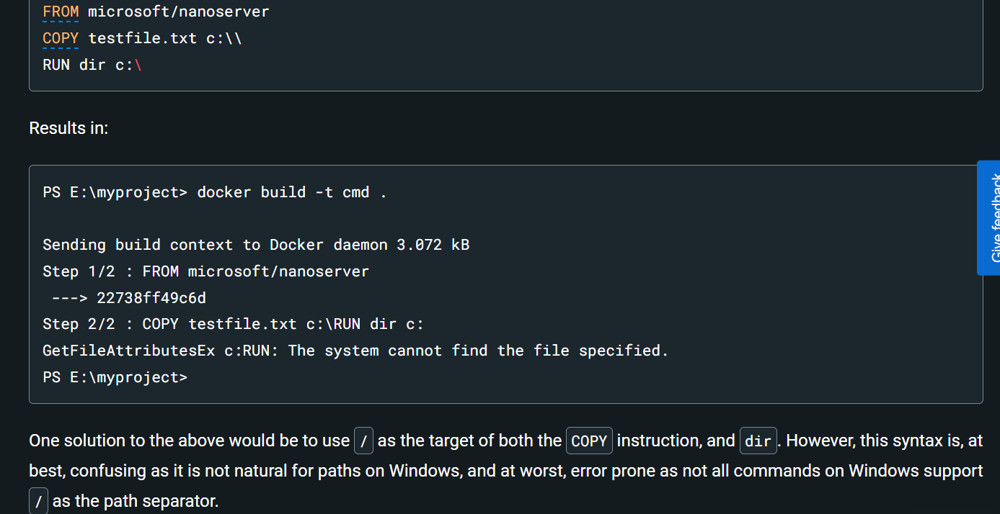 FROM microsoft/nanoserver
COPY testfile.txt c:\\
RUN dir c:\
Results in:
PS E:\myproject> docker build -t cmd .
Sending build context to Docker daemon 3.072 kB
Step 1/2 : FROM microsoft/nanoserver
 ---> 22738ff49c6d
Step 2/2 : COPY testfile.txt c:\RUN dir c:
GetFileAttributesEx c:RUN: The system cannot find the file specified.
PS E:\myproject>
Give feedback
One solution to the above would be to use / as the target of both the COPY instruction, and dir. However, this syntax is, at
best, confusing as it is not natural for paths on Windows, and at worst, error prone as not all commands on Windows support
/ as the path separator.